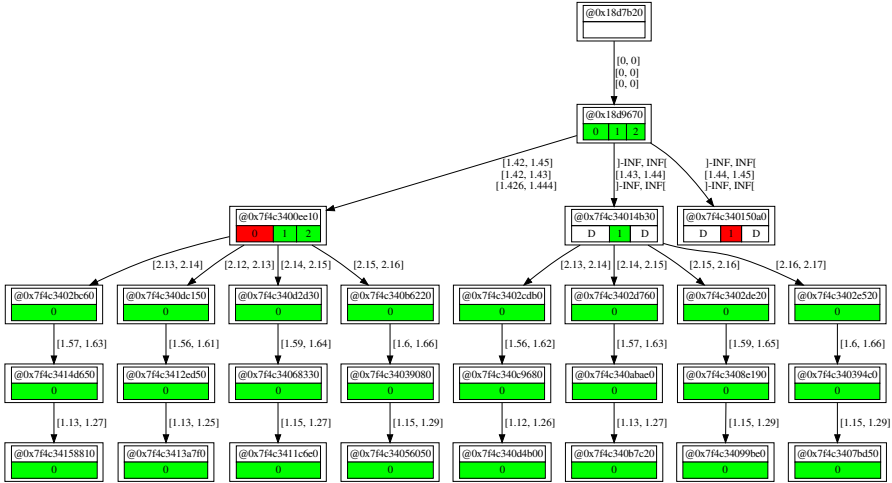 @0x18d7b20
[0, 0]
[0, 0]
[0, 0]
@0x18d9670
0 1 2
[1.42, 1.45]
[1.42, 1.43]
[1.426, 1.444]
]-INF, INF[
[1.43, 1.44]
]-INF, INF[
]-INF, INF[
[1.44, 1.45]
]-INF, INF[
@0x7f4c3400ee10
0 1 2
@0x7f4c34014b30
D 1 D
@0x7f4c340150a0
D 1 D
[2.13, 2.14] [2.12, 2.13] [2.14, 2.15] [2.15, 2.16] [2.13, 2.14] [2.14, 2.15] [2.15, 2.16] [2.16, 2.17]
@0x7f4c3402bc60 @0x7f4c340dc150 @0x7f4c340d2d30 @0x7f4c340b6220 @0x7f4c3402cdb0 @0x7f4c3402d760 @0x7f4c3402de20 @0x7f4c3402e520
0 0 0 0 0 0 0 0
[1.57, 1.63] [1.56, 1.61] [1.59, 1.64] [1.6, 1.66] [1.56, 1.62] [1.57, 1.63] [1.59, 1.65] [1.6, 1.66]
@0x7f4c3414d650 @0x7f4c3412ed50 @0x7f4c34068330 @0x7f4c34039080 @0x7f4c340c9680 @0x7f4c340abae0 @0x7f4c3408e190 @0x7f4c340394c0
0 0 0 0 0 0 0 0
[1.13, 1.27] [1.13, 1.25] [1.15, 1.27] [1.15, 1.29] [1.12, 1.26] [1.13, 1.27] [1.15, 1.29] [1.15, 1.29]
@0x7f4c34158810 @0x7f4c3413a7f0 @0x7f4c3411c6e0 @0x7f4c34056050 @0x7f4c340d4b00 @0x7f4c340b7c20 @0x7f4c34099be0 @0x7f4c3407bd50
0 0 0 0 0 0 0 0